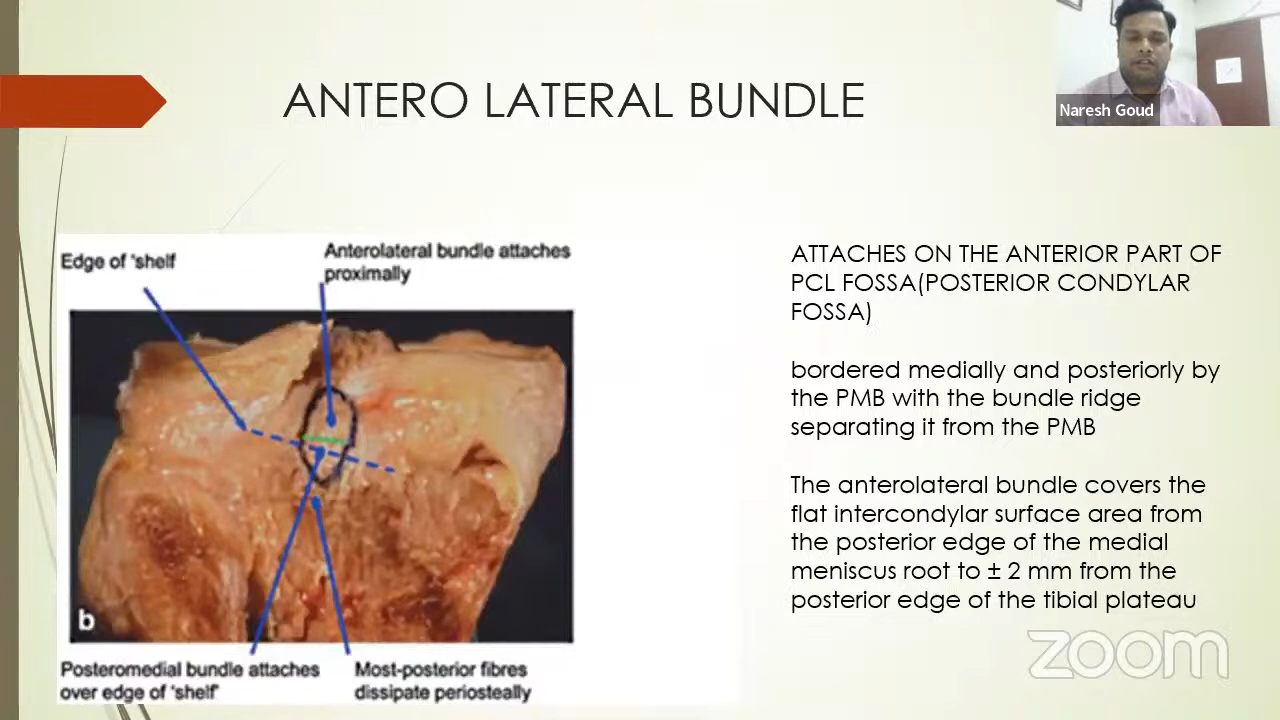 ANTERO LATERAL BUNDLE
Naresh Goud
Edge of 'shelf
Anterolateral bundle attaches
proximally
b
Posteromedial bundle attaches
over edge of 'shelf'
Most-posterior fibres
dissipate periosteally
ATTACHES ON THE ANTERIOR PART OF
PCL FOSSA(POSTERIOR CONDYLAR
FOSSA)
bordered medially and posteriorly by
the PMB with the bundle ridge
separating it from the PMB
The anterolateral bundle covers the
flat intercondylar surface area from
the posterior edge of the medial
meniscus root to ± 2 mm from the
posterior edge of the tibial plateau
zoom